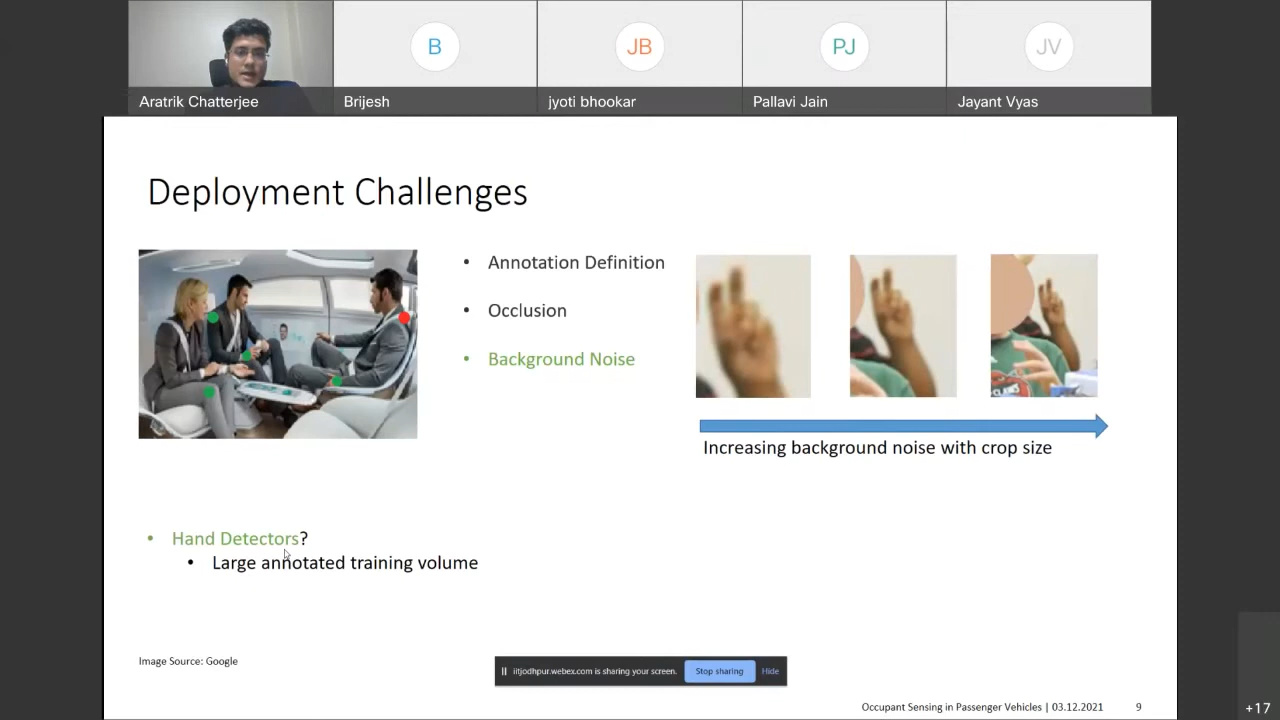 B
JB
PJ
JV
Aratrik Chatterjee
Brijesh
jyoti bhookar
Pallavi Jain
Jayant Vyas
Deployment Challenges
• Annotation Definition
• Occlusion
• Background Noise
Increasing background noise with crop size
• Hand Detectors?
• Large annotated training volume
Image Source: Google
iitjodhpur.webex.com is sharing your screen.
Stop sharing
Hide
Occupant Sensing in Passenger Vehicles | 03.12.2021
9
+17